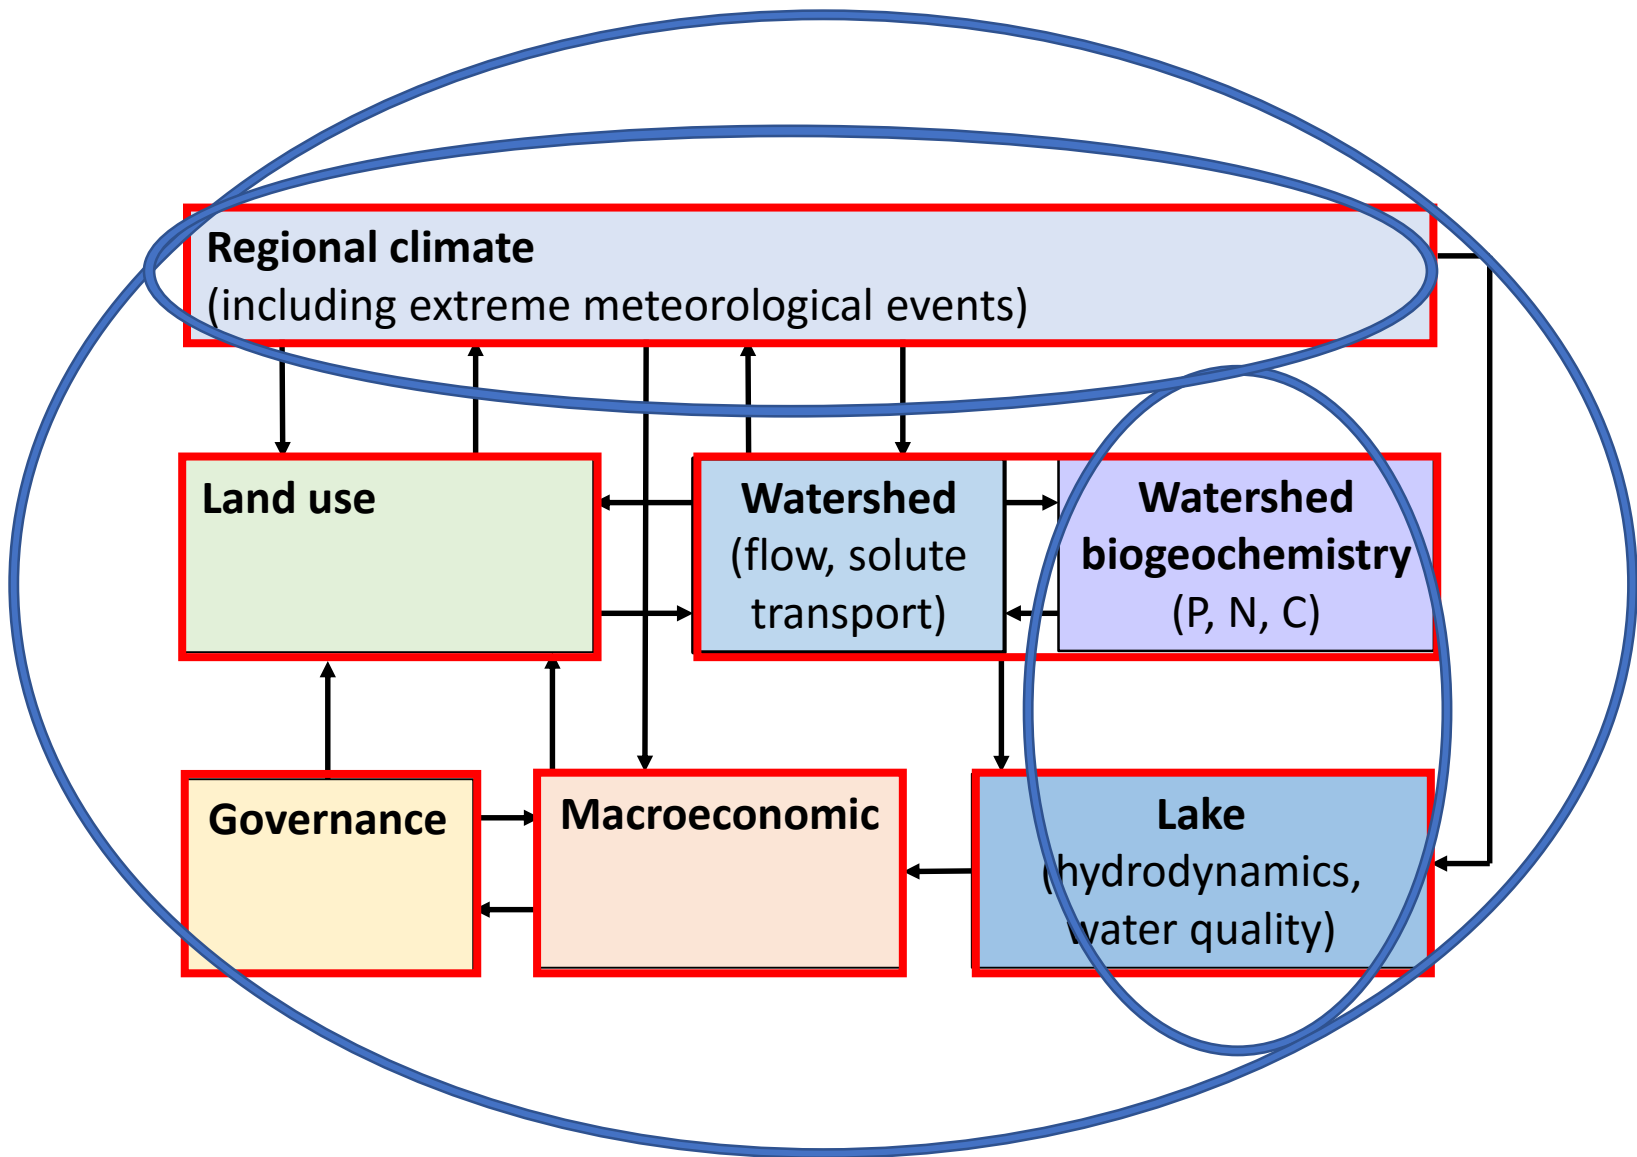 Regional climate
(including extreme meteorological events)
Land use
Watershed
(flow, solute
transport)
Watershed
biogeochemistry
(P, N, C)
Governance
Macroeconomic
Lake
(hydrodynamics,
water quality)